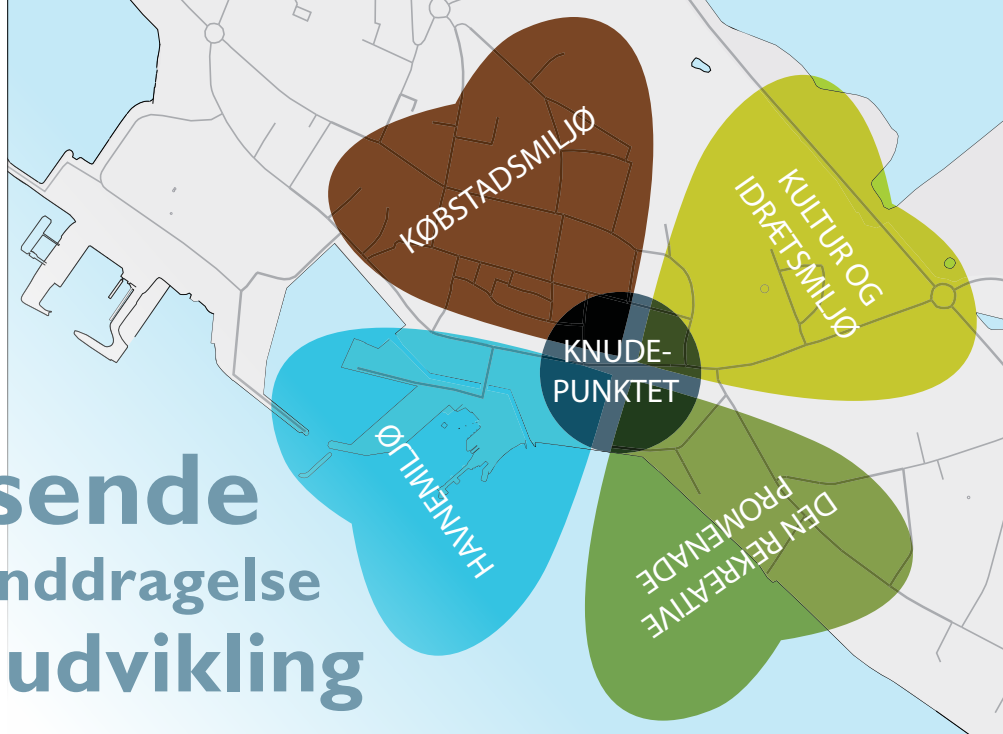 KØBSTADSMILJØ
KULTUR OG
IDRÆTSMILJØ
KNUDE-
PUNKTET
HAVNEMILJØ
DEN REKREATIVE
PROMENADE
sende
nddragelse
udvikling